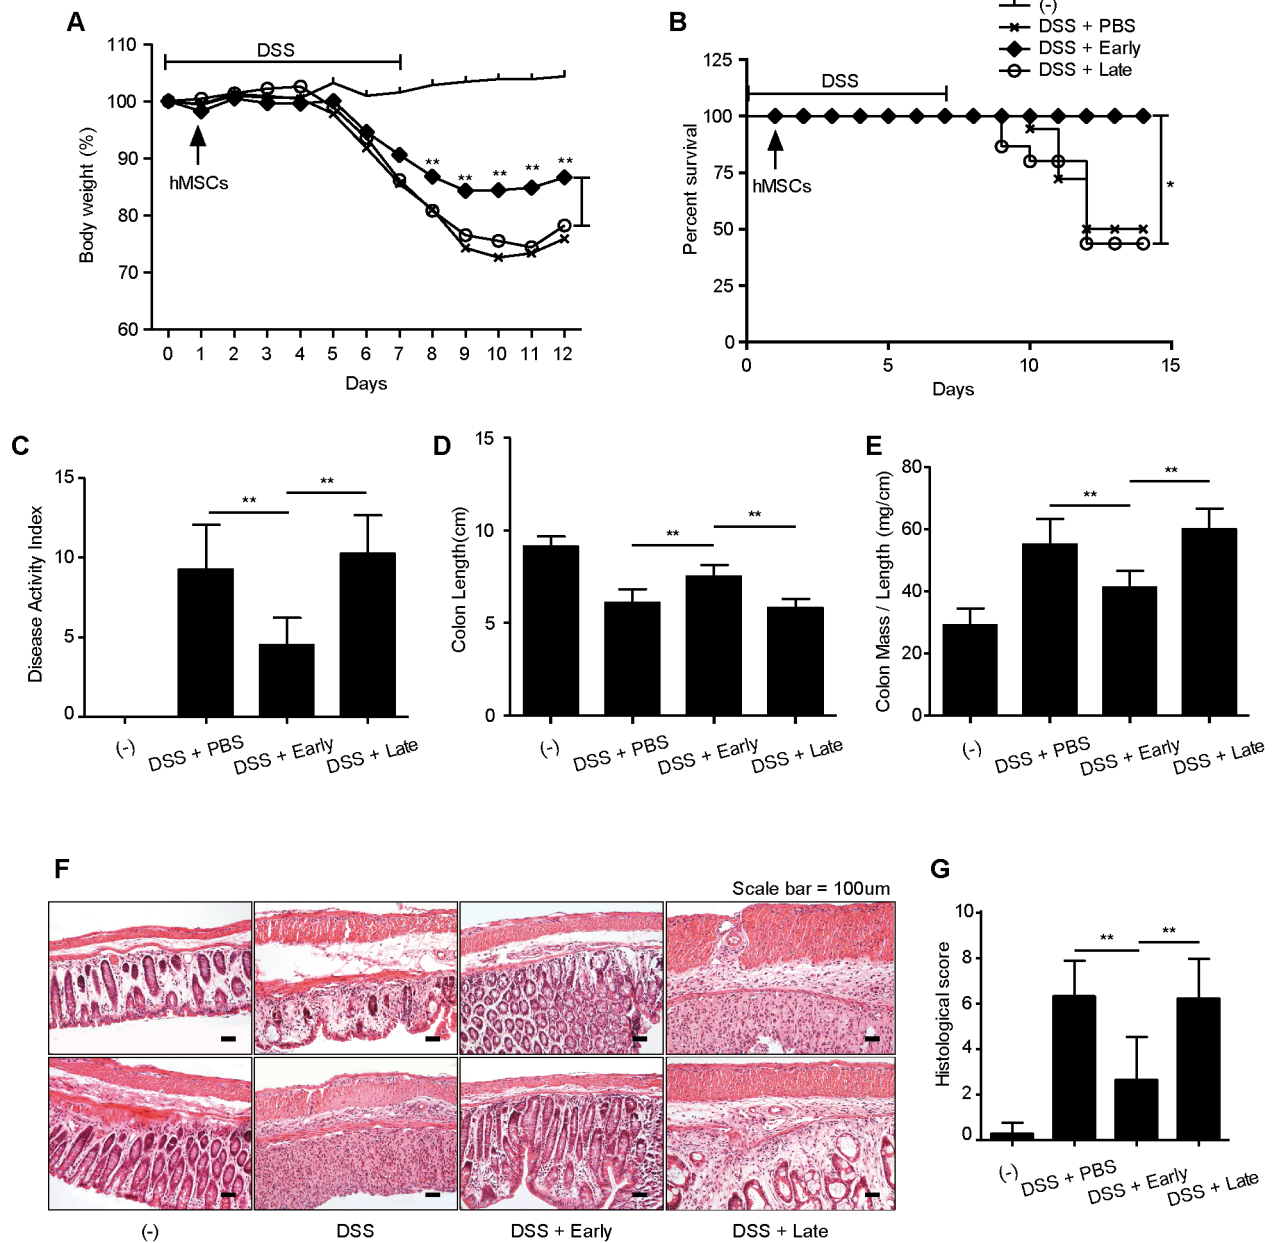 A
110
100
90
80
70
60
Body weight (%)
DSS
hMSCs
**
**
**
**
**
0 1 2 3 4 5 6 7 8 9 10 11 12
Days
B
(-)
DSS + PBS
DSS + Early
DSS + Late
125
100
75
50
25
0
Percent survival
DSS
hMSCs
*
0 5 10 15
Days
C
15
10
5
0
Disease Activity Index
**
**
(-) DSS + PBS DSS + Early DSS + Late
D
15
10
5
0
Colon Length(cm)
**
**
(-) DSS + PBS DSS + Early DSS + Late
E
80
60
40
20
0
Colon Mass / Length (mg/cm)
**
**
(-) DSS + PBS DSS + Early DSS + Late
F
Scale bar = 100um
(-) DSS DSS + Early DSS + Late
G
10
8
6
4
2
0
Histological score
**
**
(-) DSS + PBS DSS + Early DSS + Late